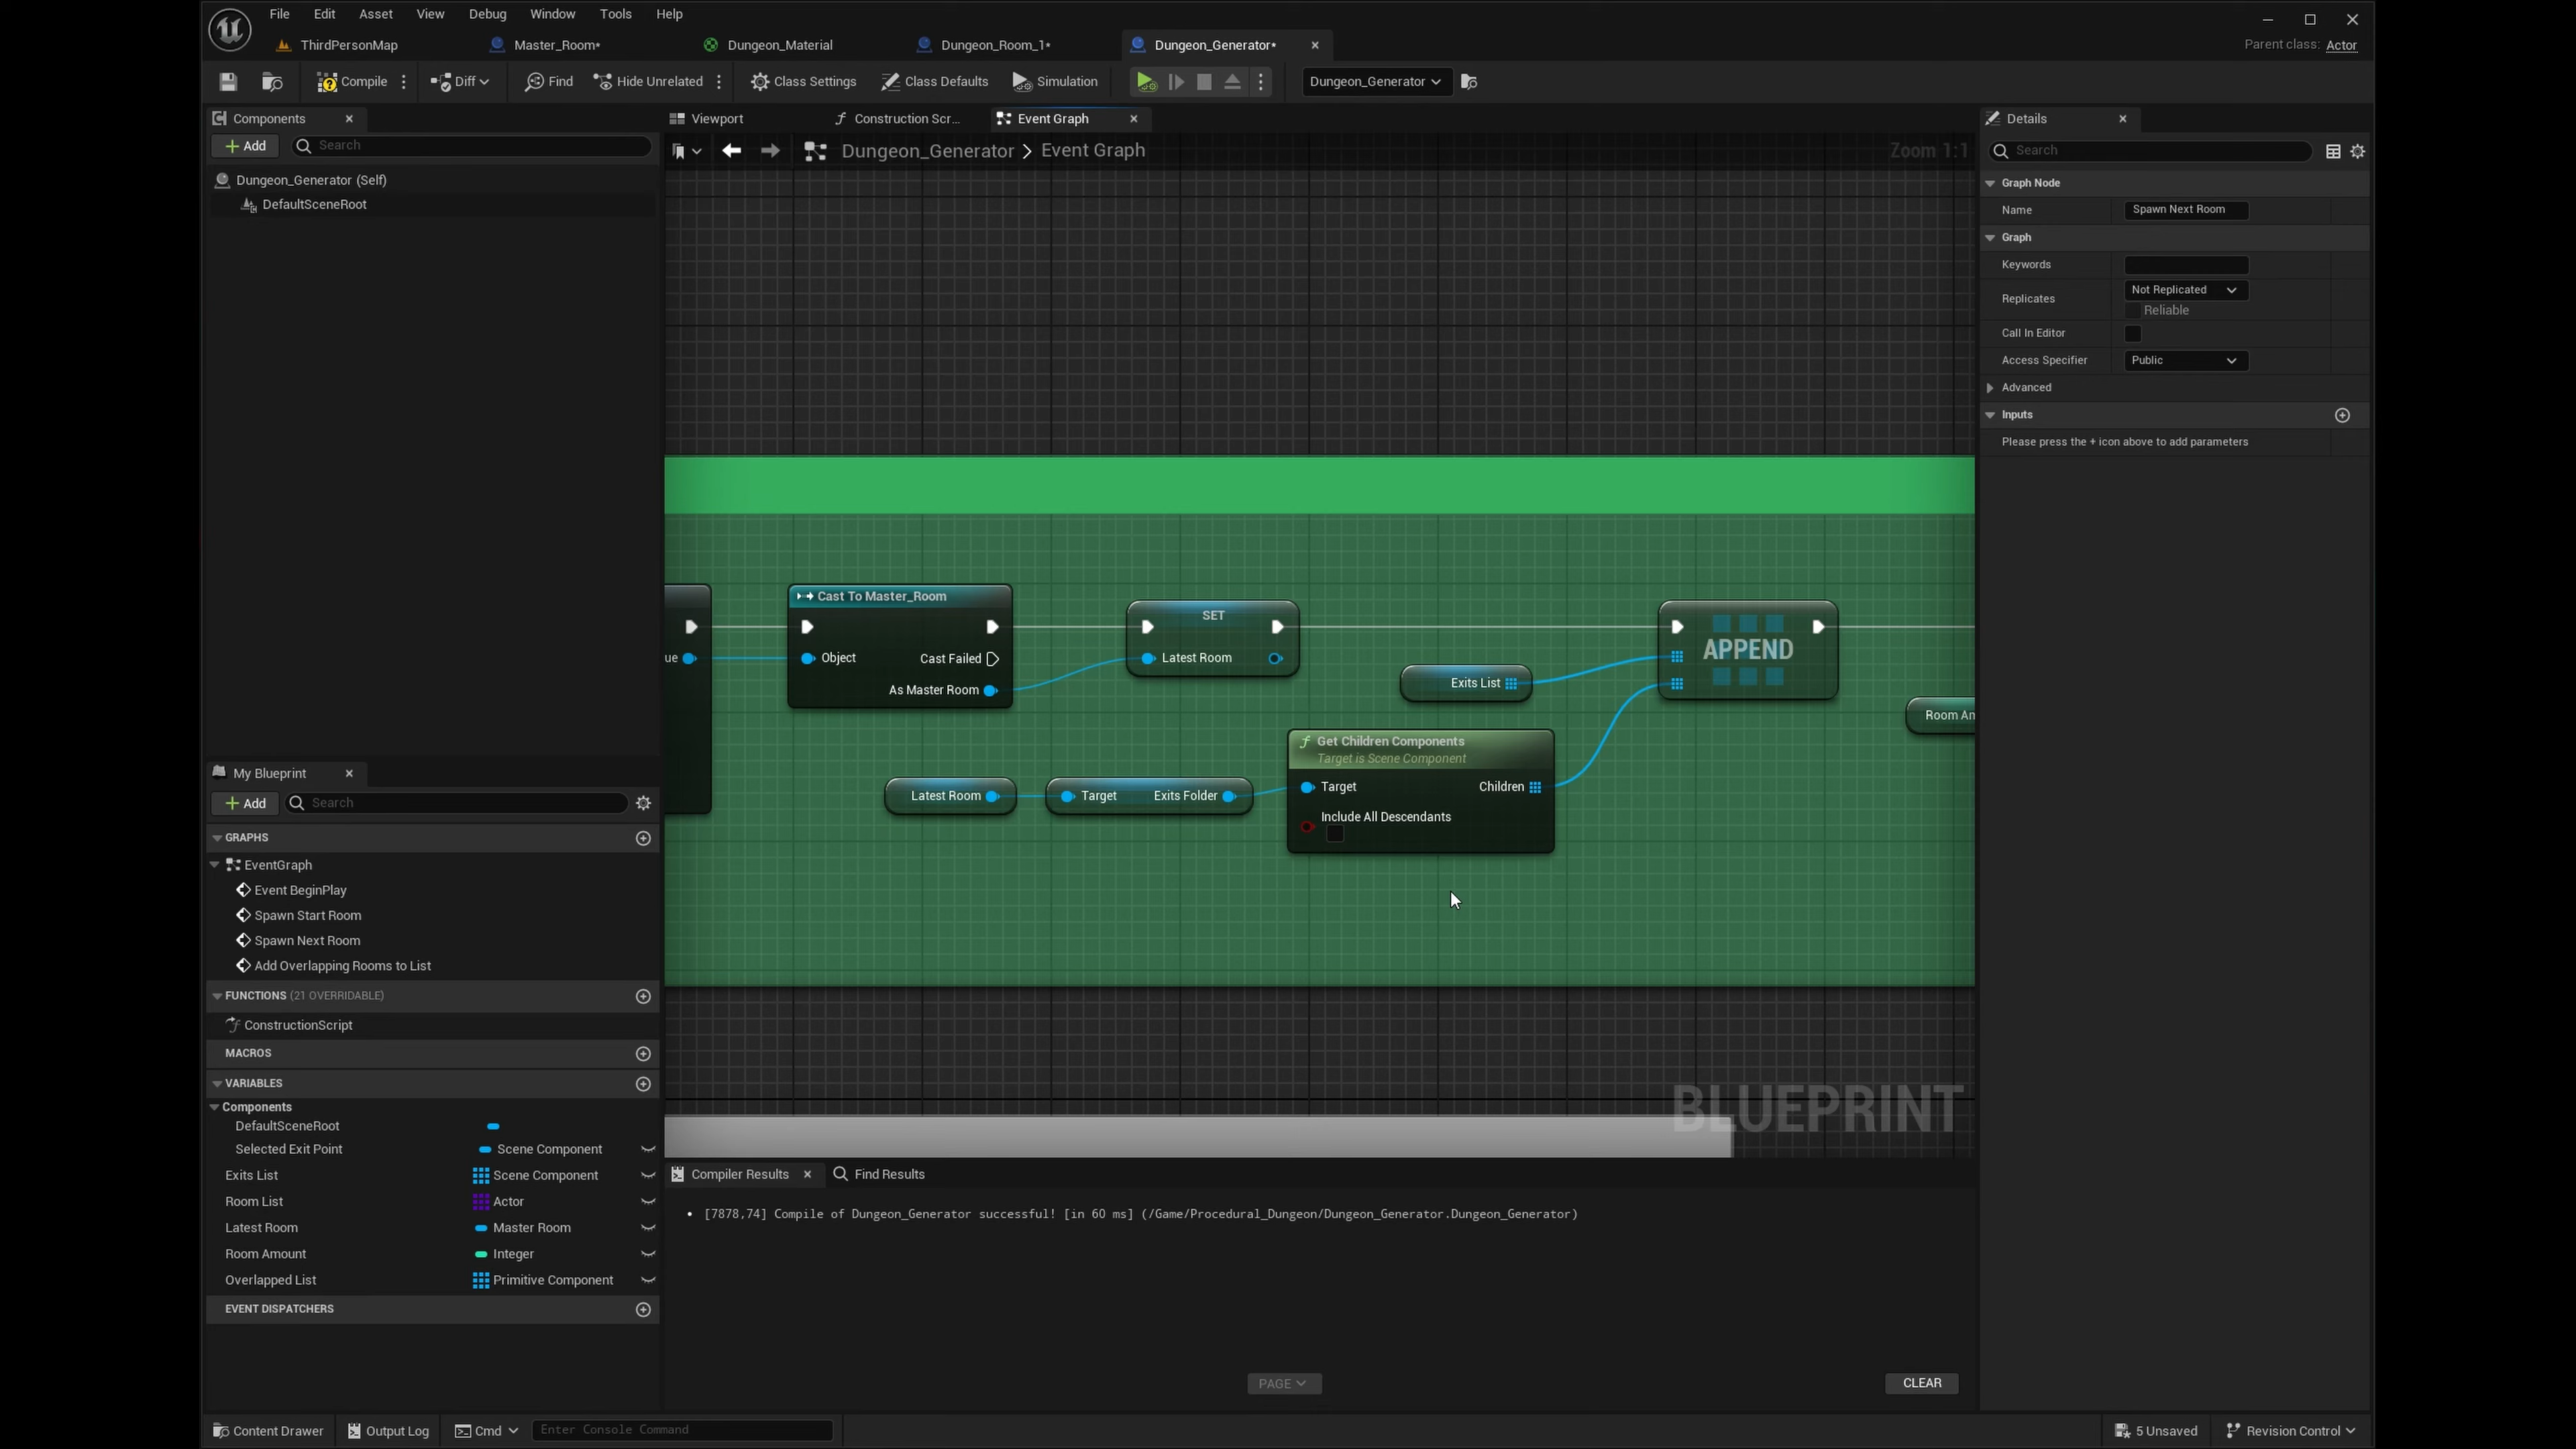 File Edit Asset View Debug Window Tools Help
ThirdPersonMap Master_Room* Dungeon_Material Dungeon_Room_1* Dungeon_Generator*
Parent class: Actor
Compile Diff Find Hide Unrelated Class Settings Class Defaults Simulation Dungeon_Generator
Components
Add Search
Dungeon_Generator (Self)
DefaultSceneRoot
My Blueprint
Add Search
GRAPHS
EventGraph
Event BeginPlay
Spawn Start Room
Spawn Next Room
Add Overlapping Rooms to List
FUNCTIONS (21 OVERRIDABLE)
ConstructionScript
MACROS
VARIABLES
Components
DefaultSceneRoot
Selected Exit Point Scene Component
Exits List Scene Component
Room List Actor
Latest Room Master Room
Room Amount Integer
Overlapped List Primitive Component
EVENT DISPATCHERS
Viewport Construction Scr... Event Graph
Dungeon_Generator > Event Graph
Zoom 1:1
ue
Cast To Master_Room
Object Cast Failed
As Master Room
SET
Latest Room
Exits List
APPEND
Room Am
Get Children Components
Target is Scene Component
Target Children
Include All Descendants
Latest Room
Target Exits Folder
BLUEPRINT
Compiler Results Find Results
• [7878,74] Compile of Dungeon_Generator successful! [in 60 ms] (/Game/Procedural_Dungeon/Dungeon_Generator.Dungeon_Generator)
PAGE
CLEAR
Details
Search
Graph Node
Name Spawn Next Room
Graph
Keywords
Replicates Not Replicated
Reliable
Call In Editor
Access Specifier Public
Advanced
Inputs
Please press the + icon above to add parameters
Content Drawer Output Log Cmd Enter Console Command
5 Unsaved Revision Control